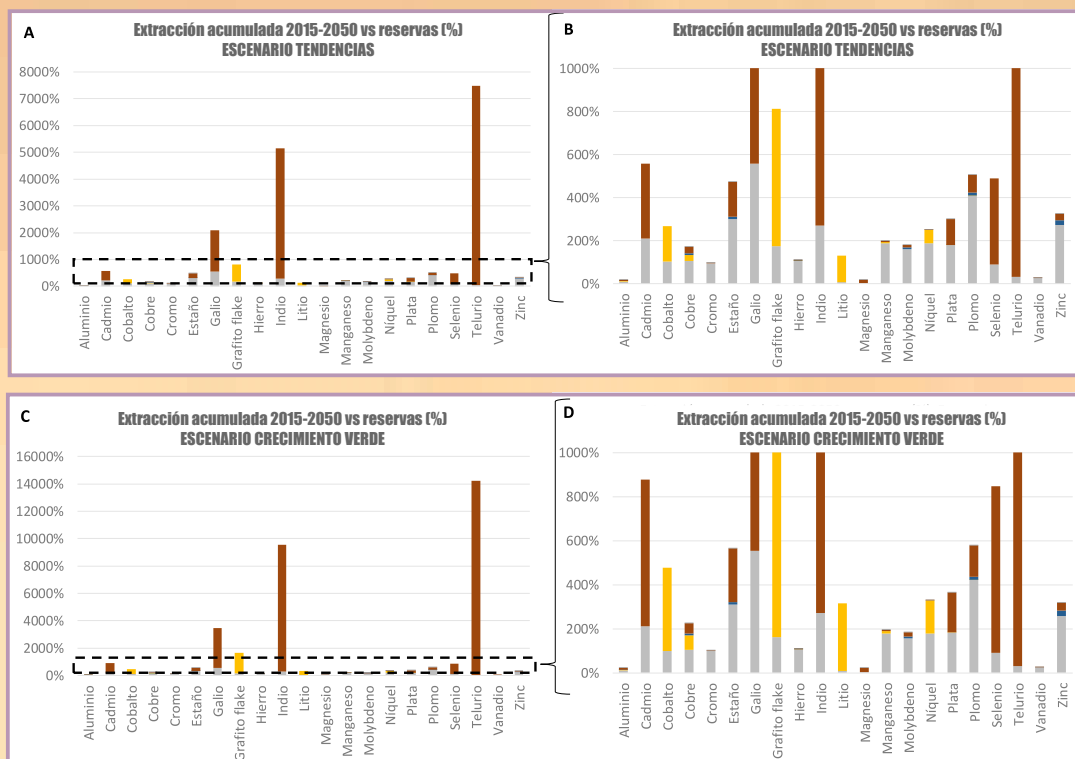 A
Extracción acumulada 2015-2050 vs reservas (%)
ESCENARIO TENDENCIAS
8000%
7000%
6000%
5000%
4000%
3000%
2000%
1000%
0%
Aluminio
Cadmio
Cobalto
Cobre
Cromo
Estaño
Galio
Grafito flake
Hierro
Indio
Litio
Magnesio
Manganeso
Molybdeno
Níquel
Plata
Plomo
Selenio
Telurio
Vanadio
Zinc
B
Extracción acumulada 2015-2050 vs reservas (%)
ESCENARIO TENDENCIAS
1000%
800%
600%
400%
200%
0%
Aluminio
Cadmio
Cobalto
Cobre
Cromo
Estaño
Galio
Grafito flake
Hierro
Indio
Litio
Magnesio
Manganeso
Molybdeno
Níquel
Plata
Plomo
Selenio
Telurio
Vanadio
Zinc
C
Extracción acumulada 2015-2050 vs reservas (%)
ESCENARIO CRECIMIENTO VERDE
16000%
14000%
12000%
10000%
8000%
6000%
4000%
2000%
0%
Aluminio
Cadmio
Cobalto
Cobre
Cromo
Estaño
Galio
Grafito flake
Hierro
Indio
Litio
Magnesio
Manganeso
Molybdeno
Níquel
Plata
Plomo
Selenio
Telurio
Vanadio
Zinc
D
Extracción acumulada 2015-2050 vs reservas (%)
ESCENARIO CRECIMIENTO VERDE
1000%
800%
600%
400%
200%
0%
Aluminio
Cadmio
Cobalto
Cobre
Cromo
Estaño
Galio
Grafito flake
Hierro
Indio
Litio
Magnesio
Manganeso
Molybdeno
Níquel
Plata
Plomo
Selenio
Telurio
Vanadio
Zinc